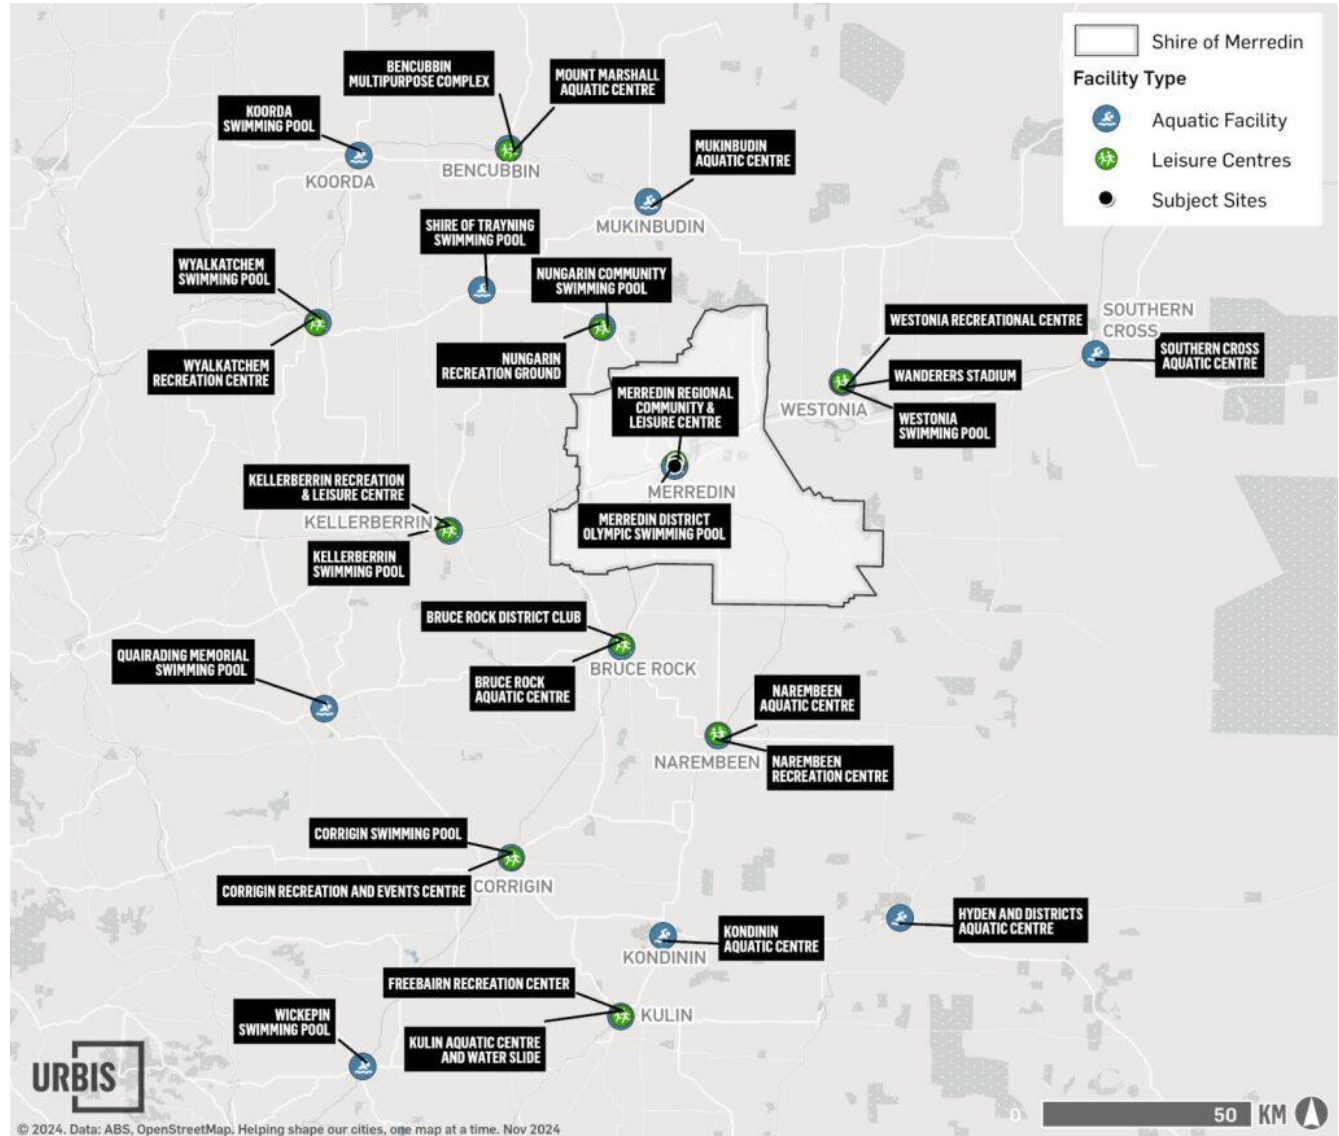 Shire of Merredin
Facility Type
Aquatic Facility
Leisure Centres
Subject Sites
BENCUBBIN
MULTIPURPOSE COMPLEX
MOUNT MARSHALL
AQUATIC CENTRE
KOORDA
SWIMMING POOL
MUKINBUDIN
AQUATIC CENTRE
KOORDA
BENCUBBIN
MUKINBUDIN
SHIRE OF TRAYNING
SWIMMING POOL
WYALKATCHEM
SWIMMING POOL
NUNGARIN COMMUNITY
SWIMMING POOL
WYALKATCHEM
RECREATION CENTRE
NUNGARIN
RECREATION GROUND
WESTONIA RECREATIONAL CENTRE
SOUTHERN
CROSS
SOUTHERN CROSS
AQUATIC CENTRE
WANDERERS STADIUM
WESTONIA
WESTONIA
SWIMMING POOL
MERREDIN REGIONAL
COMMUNITY &
LEISURE CENTRE
MERREDIN
MERREDIN DISTRICT
OLYMPIC SWIMMING POOL
KELLERBERRIN RECREATION
& LEISURE CENTRE
KELLERBERRIN
KELLERBERRIN
SWIMMING POOL
BRUCE ROCK DISTRICT CLUB
BRUCE ROCK
BRUCE ROCK
AQUATIC CENTRE
QUAIRADING MEMORIAL
SWIMMING POOL
NAREMBEEN
AQUATIC CENTRE
NAREMBEEN
NAREMBEEN
RECREATION CENTRE
CORRIGIN SWIMMING POOL
CORRIGIN RECREATION AND EVENTS CENTRE
CORRIGIN
KONDININ
AQUATIC CENTRE
KONDININ
HYDEN AND DISTRICTS
AQUATIC CENTRE
FREEBAIRN RECREATION CENTER
KULIN
KULIN AQUATIC CENTRE
AND WATER SLIDE
WICKEPIN
SWIMMING POOL
URBIS
0 50 KM
© 2024. Data: ABS, OpenStreetMap. Helping shape our cities, one map at a time. Nov 2024